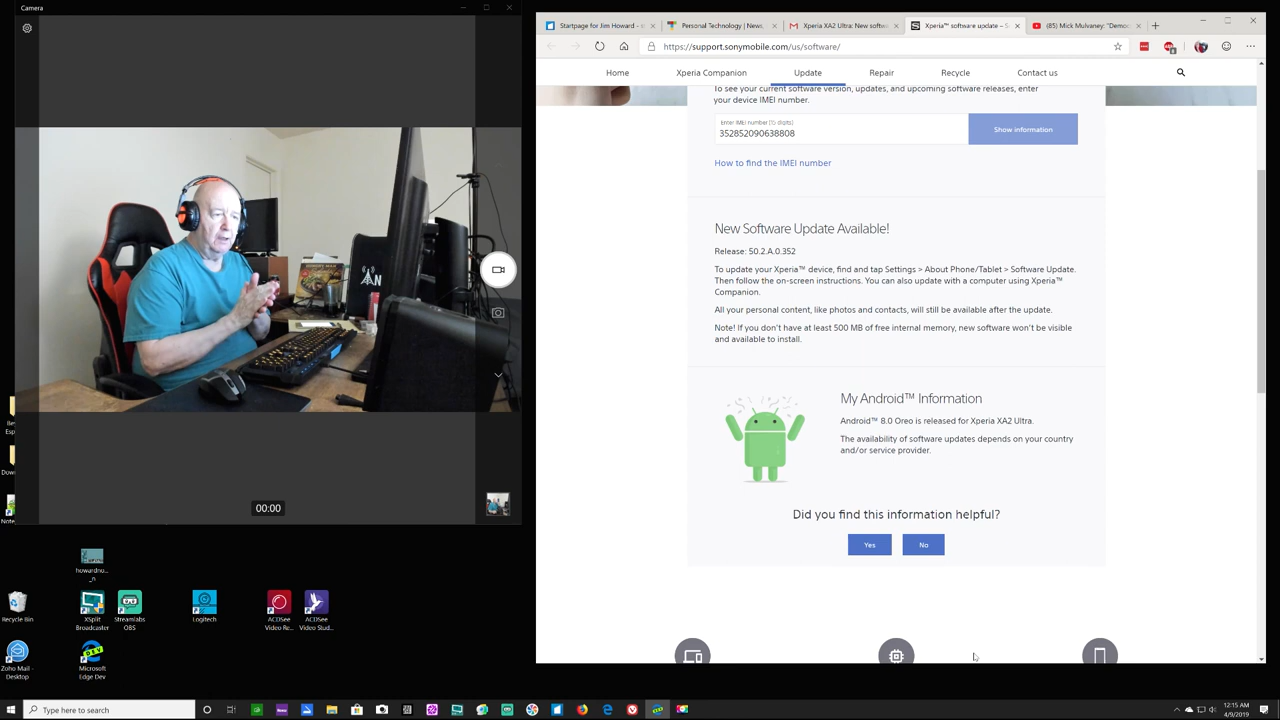 Camera
Startpage for Jim Howard
Personal Technology | News,
Xperia XA2 Ultra: New softw
Xperia™ software update – S
(85) Mick Mulvaney: "Democ
https://support.sonymobile.com/us/software/
Home
Xperia Companion
Update
Repair
Recycle
Contact us
To see your current software version, updates, and upcoming software releases, enter
your device IMEI number.
Enter IMEI number (15 digits)
352852090638808
Show information
How to find the IMEI number
New Software Update Available!
Release: 50.2.A.0.352
To update your Xperia™ device, find and tap Settings > About Phone/Tablet > Software Update.
Then follow the on-screen instructions. You can also update with a computer using Xperia™
Companion.
All your personal content, like photos and contacts, will still be available after the update.
Note! If you don't have at least 500 MB of free internal memory, new software won't be visible
and available to install.
My Android™ Information
Android™ 8.0 Oreo is released for Xperia XA2 Ultra.
The availability of software updates depends on your country
and/or service provider.
Did you find this information helpful?
Yes
No
00:00
howardnu...
_n
Recycle Bin
XSplit
Broadcaster
Streamlabs
OBS
Logitech
ACDSee
Video Re...
ACDSee
Video Stud...
Zoho Mail -
Desktop
Microsoft
Edge Dev
DEV
Type here to search
12:15 AM
4/9/2019